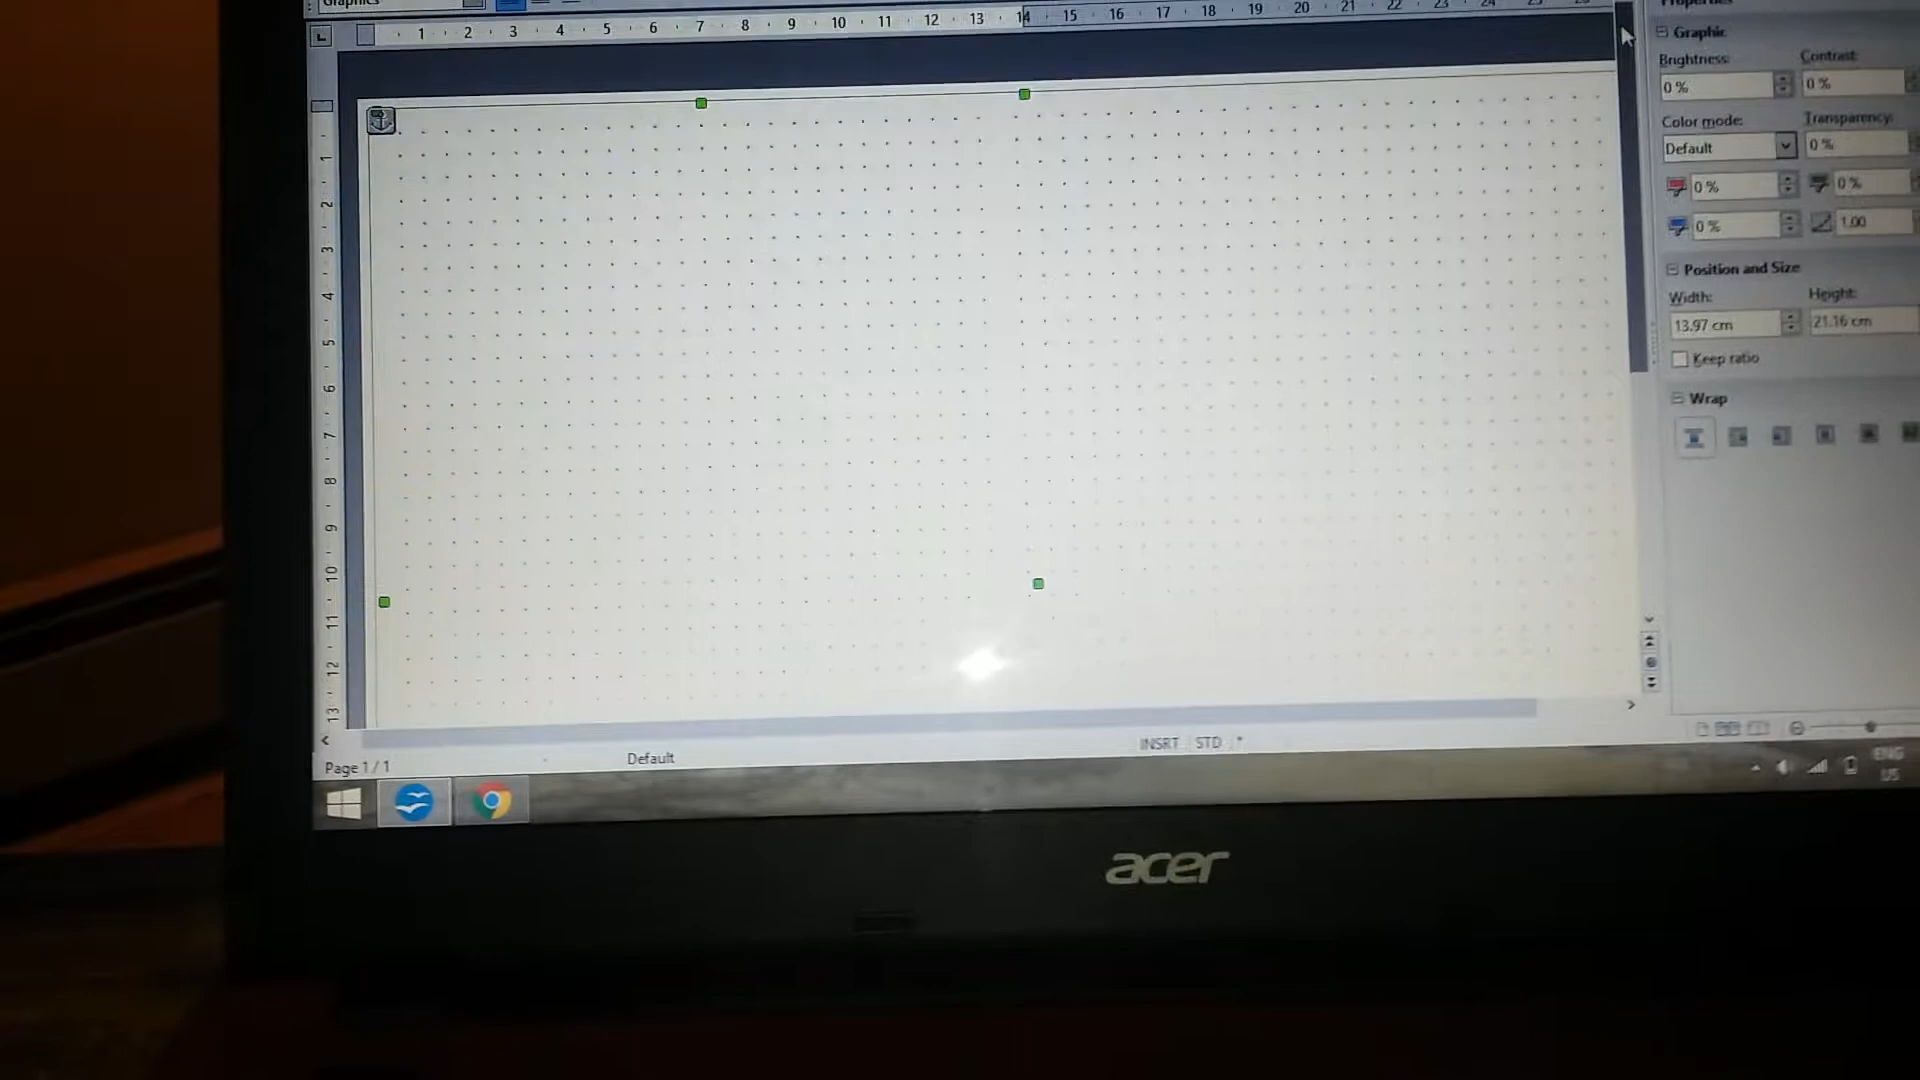 Graphics
1 2 3 4 5 6 7 8 9 10 11 12 13 14 15 16 17 18 19 20 21 22 23 24
Properties
Graphic
Brightness: Contrast:
0 % 0 %
Color mode: Transparency:
Default 0 %
0 % 0 %
0 % 1.00
Position and Size
Width: Height:
13.97 cm 21.16 cm
Keep ratio
Wrap
1
2
3
4
5
6
7
8
9
10
11
12
13
Page 1 / 1 Default INSRT STD *
ENG
US
acer